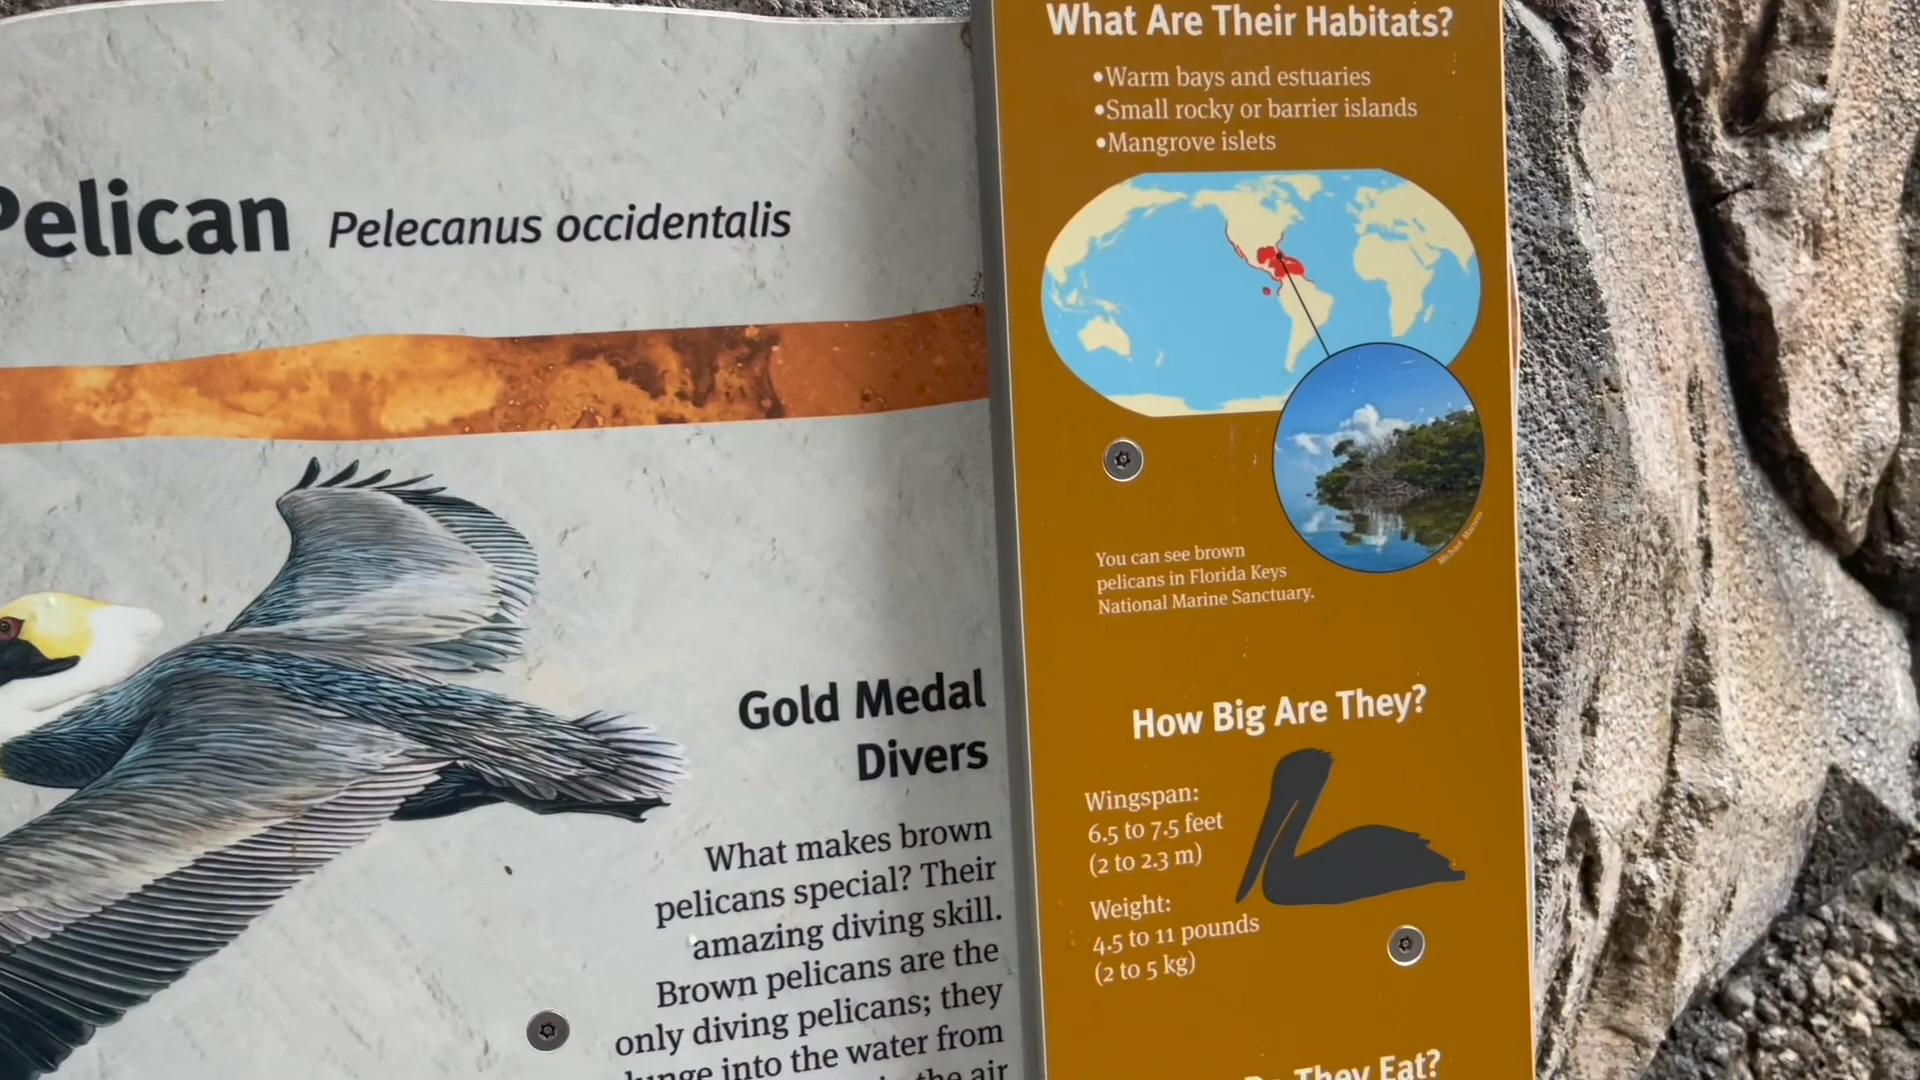 Pelican Pelecanus occidentalis
Gold Medal
Divers
What makes brown
pelicans special? Their
amazing diving skill.
Brown pelicans are the
only diving pelicans; they
into the water from
the air
What Are Their Habitats?
•Warm bays and estuaries
•Small rocky or barrier islands
•Mangrove islets
You can see brown
pelicans in Florida Keys
National Marine Sanctuary.
How Big Are They?
Wingspan:
6.5 to 7.5 feet
(2 to 2.3 m)
Weight:
4.5 to 11 pounds
(2 to 5 kg)
They Eat?